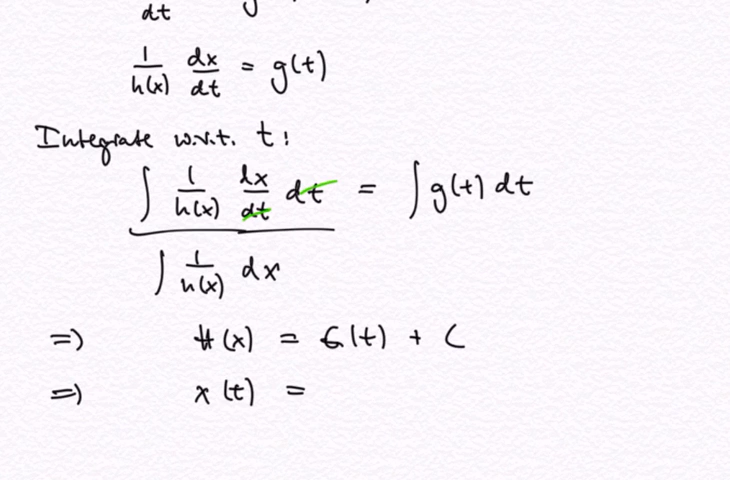 dt
1/h(x) dx/dt = g(t)
Integrate w.r.t. t:
∫ 1/h(x) dx/dt dt = ∫ g(t) dt
∫ 1/h(x) dx
=> H(x) = G(t) + C
=> x(t) =